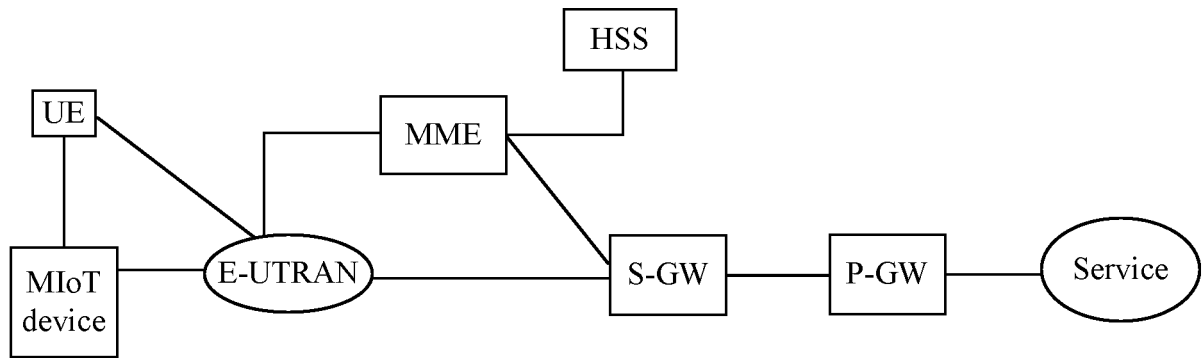 HSS
UE
MME
E-UTRAN
MIoT
device
S-GW
P-GW
Service